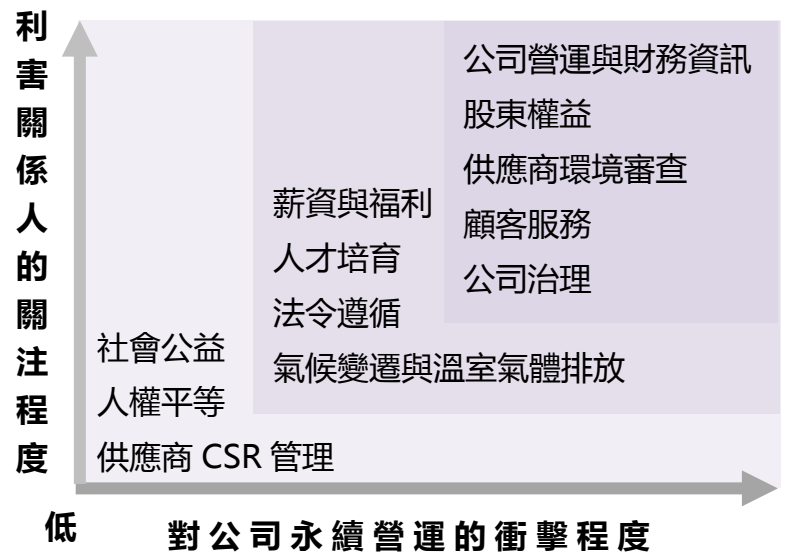 利害關係人的關注程度
公司營運與財務資訊
股東權益
供應商環境審查
顧客服務
公司治理
薪資與福利
人才培育
法令遵循
氣候變遷與溫室氣體排放
社會公益
人權平等
供應商 CSR 管理
低
對公司永續營運的衝擊程度